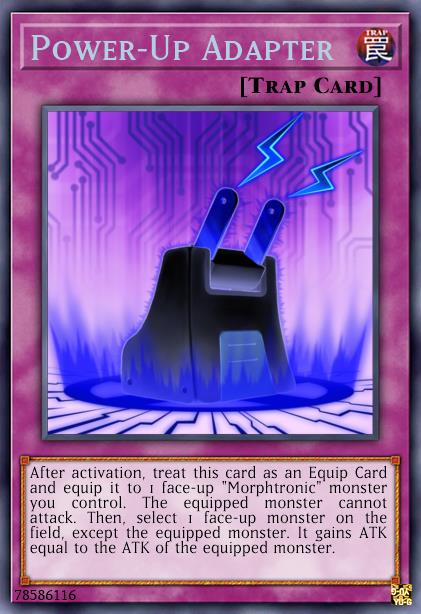 Power-Up Adapter
TRAP
罠
[Trap Card]
After activation, treat this card as an Equip Card
and equip it to 1 face-up "Morphtronic" monster
you control. The equipped monster cannot
attack. Then, select 1 face-up monster on the
field, except the equipped monster. It gains ATK
equal to the ATK of the equipped monster.
78586116